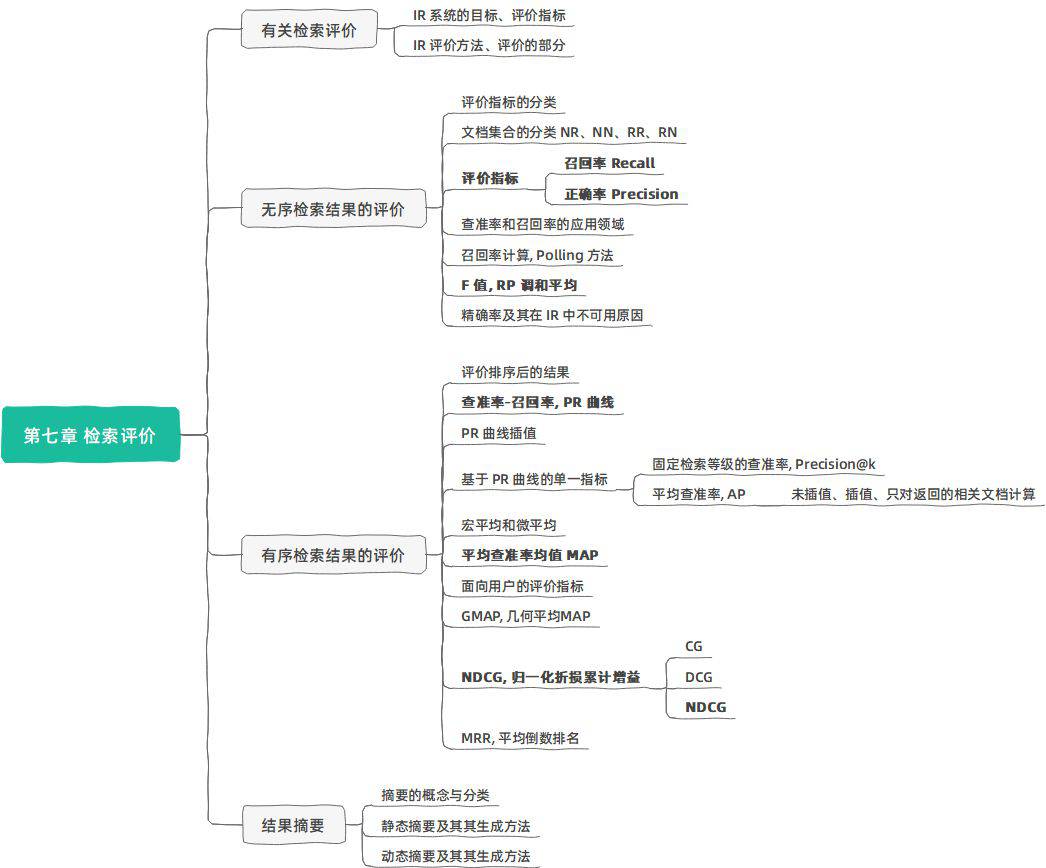 有关检索评价
IR 系统的目标、评价指标
IR 评价方法、评价的部分
无序检索结果的评价
评价指标的分类
文档集合的分类 NR、NN、RR、RN
评价指标
召回率 Recall
正确率 Precision
查准率和召回率的应用领域
召回率计算, Polling 方法
F 值, RP 调和平均
精确率及其在 IR 中不可用原因
第七章 检索评价
有序检索结果的评价
评价排序后的结果
查准率-召回率, PR 曲线
PR 曲线插值
基于 PR 曲线的单一指标
固定检索等级的查准率, Precision@k
平均查准率, AP
未插值、插值、只对返回的相关文档计算
宏平均和微平均
平均查准率均值 MAP
面向用户的评价指标
GMAP, 几何平均MAP
NDCG, 归一化折损累计增益
CG
DCG
NDCG
MRR, 平均倒数排名
结果摘要
摘要的概念与分类
静态摘要及其其生成方法
动态摘要及其其生成方法